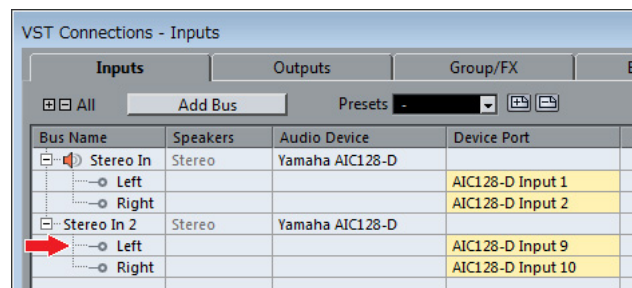 VST Connections - Inputs
Inputs Outputs Group/FX E
All Add Bus Presets -
Bus Name Speakers Audio Device Device Port
Stereo In Stereo Yamaha AIC128-D
Left AIC128-D Input 1
Right AIC128-D Input 2
Stereo In 2 Stereo Yamaha AIC128-D
Left AIC128-D Input 9
Right AIC128-D Input 10